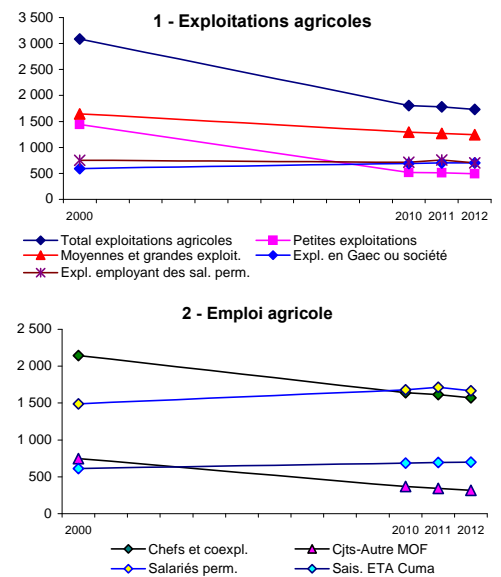 1 - Exploitations agricoles
3 500
3 000
2 500
2 000
1 500
1 000
500
0
2000 2010 2011 2012
Total exploitations agricoles Petites exploitations
Moyennes et grandes exploit. Expl. en Gaec ou société
Expl. employant des sal. perm.
2 - Emploi agricole
2 500
2 000
1 500
1 000
500
0
2000 2010 2011 2012
Chefs et coexpl. Cjts-Autre MOF
Salariés perm. Sais. ETA Cuma